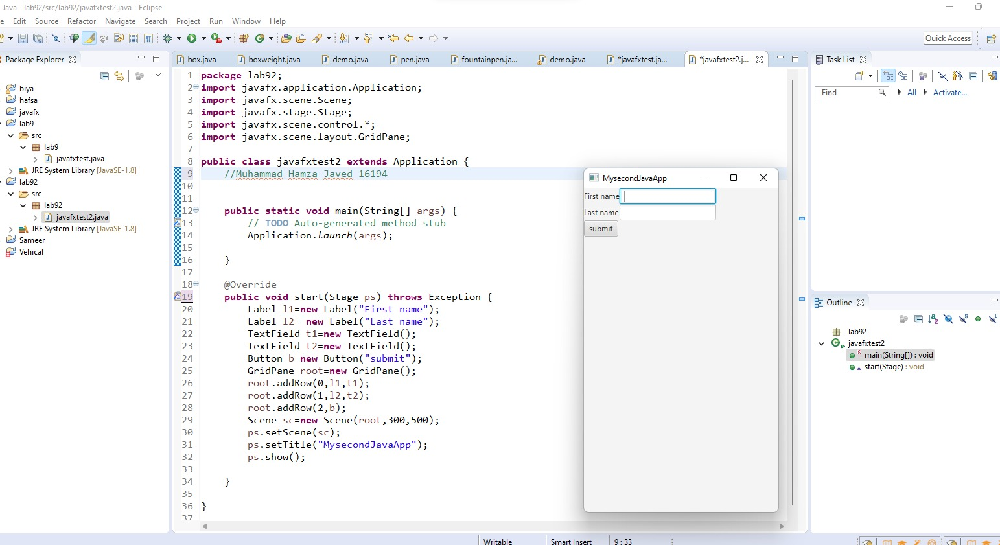 Java - lab92/src/lab92/javafxtest2.java - Eclipse
e Edit Source Refactor Navigate Search Project Run Window Help
Quick Access
Package Explorer
biya
hafsa
javafx
lab9
src
lab9
javafxtest.java
JRE System Library [JavaSE-1.8]
lab92
src
lab92
javafxtest2.java
JRE System Library [JavaSE-1.8]
Sameer
Vehical
box.java boxweight.java demo.java pen.java fountainpen.ja... demo.java *javafxtest.ja... *javafxtest2.j...
1 package lab92;
2 import javafx.application.Application;
3 import javafx.scene.Scene;
4 import javafx.stage.Stage;
5 import javafx.scene.control.*;
6 import javafx.scene.layout.GridPane;
7
8 public class javafxtest2 extends Application {
9 //Muhammad Hamza Javed 16194
10
11
12 public static void main(String[] args) {
13 // TODO Auto-generated method stub
14 Application.launch(args);
15
16 }
17
18 @Override
19 public void start(Stage ps) throws Exception {
20 Label l1=new Label("First name");
21 Label l2= new Label("Last name");
22 TextField t1=new TextField();
23 TextField t2=new TextField();
24 Button b=new Button("submit");
25 GridPane root=new GridPane();
26 root.addRow(0,l1,t1);
27 root.addRow(1,l2,t2);
28 root.addRow(2,b);
29 Scene sc=new Scene(root,300,500);
30 ps.setScene(sc);
31 ps.setTitle("MysecondJavaApp");
32 ps.show();
33
34 }
35
36 }
37
MysecondJavaApp
First name
Last name
submit
Task List
Find All Activate...
Outline
lab92
javafxtest2
main(String[]) : void
start(Stage) : void
Writable Smart Insert 9 : 33